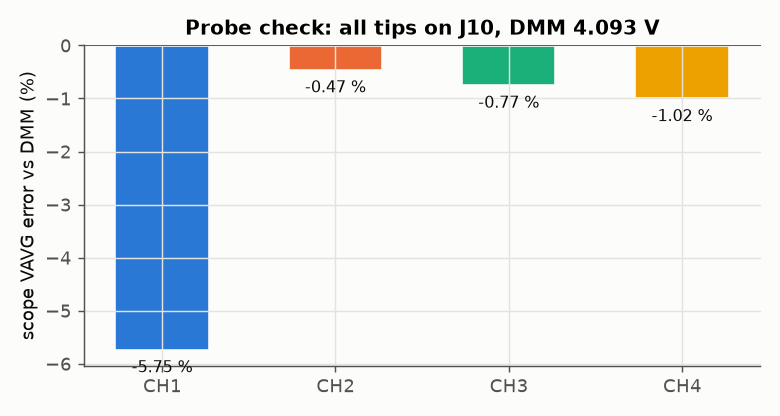 Probe check: all tips on J10, DMM 4.093 V
scope VAVG error vs DMM (%)
0
−1
−2
−3
−4
−5
−6
-5.75 %
-0.47 %
-0.77 %
-1.02 %
CH1
CH2
CH3
CH4